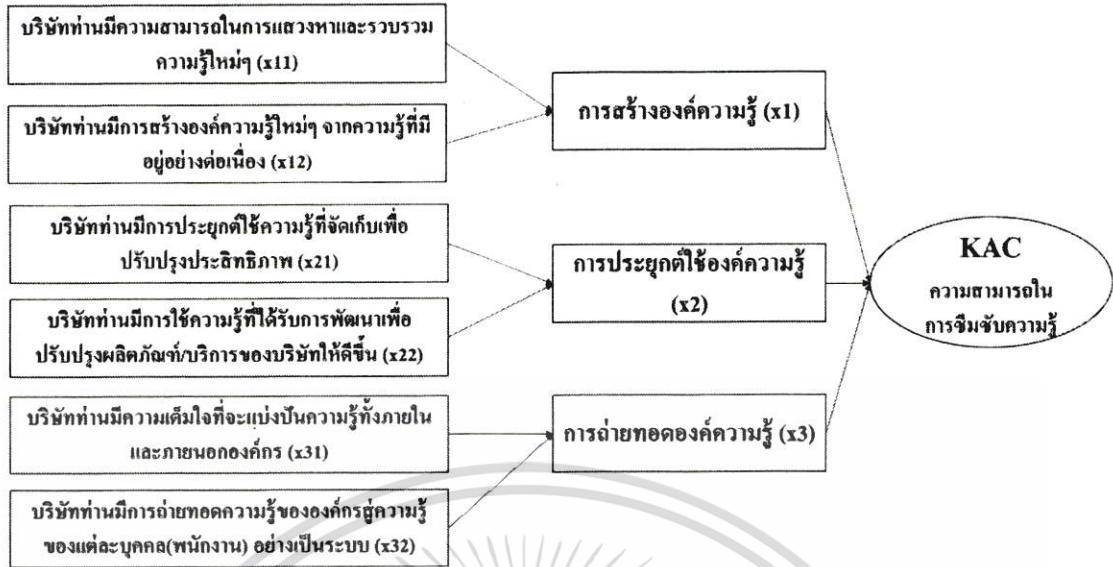 บริษัทท่านมีความสามารถในการแสวงหาและรวบรวม
ความรู้ใหม่ๆ (x11)
บริษัทท่านมีการสร้างองค์ความรู้ใหม่ๆ จากความรู้ที่มี
อยู่อย่างต่อเนื่อง (x12)
การสร้างองค์ความรู้ (x1)
บริษัทท่านมีการประยุกต์ใช้ความรู้ที่จัดเก็บเพื่อ
ปรับปรุงประสิทธิภาพ (x21)
บริษัทท่านมีการใช้ความรู้ที่ได้รับการพัฒนาเพื่อ
ปรับปรุงผลิตภัณฑ์/บริการของบริษัทให้ดีขึ้น (x22)
การประยุกต์ใช้องค์ความรู้
(x2)
KAC
ความสามารถใน
การซึมซับความรู้
บริษัทท่านมีความเต็มใจที่จะแบ่งปันความรู้ทั้งภายใน
และภายนอกองค์กร (x31)
บริษัทท่านมีการถ่ายทอดความรู้ขององค์กรสู่ความรู้
ของแต่ละบุคคล(พนักงาน) อย่างเป็นระบบ (x32)
การถ่ายทอดองค์ความรู้ (x3)